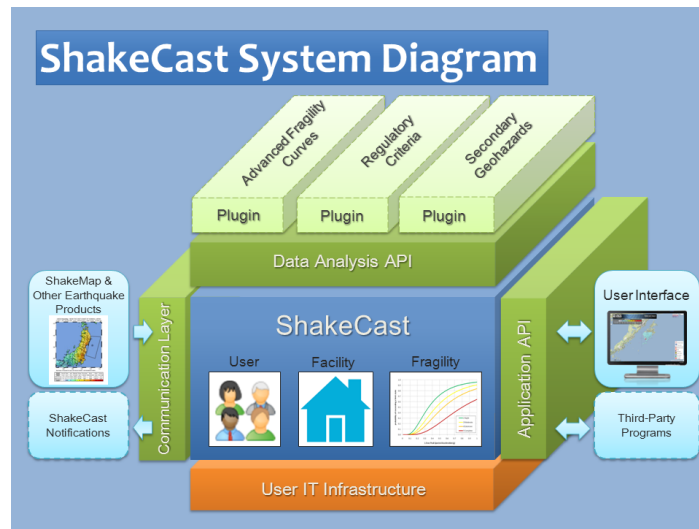 ShakeCast System Diagram
Advanced Fragility
Curves
Regulatory
Criteria
Secondary
Geohazards
Plugin
Plugin
Plugin
Data Analysis API
ShakeMap &
Other Earthquake
Products
ShakeCast
Notifications
Communication Layer
ShakeCast
User
Facility
Fragility
Application API
User Interface
Third-Party
Programs
User IT Infrastructure